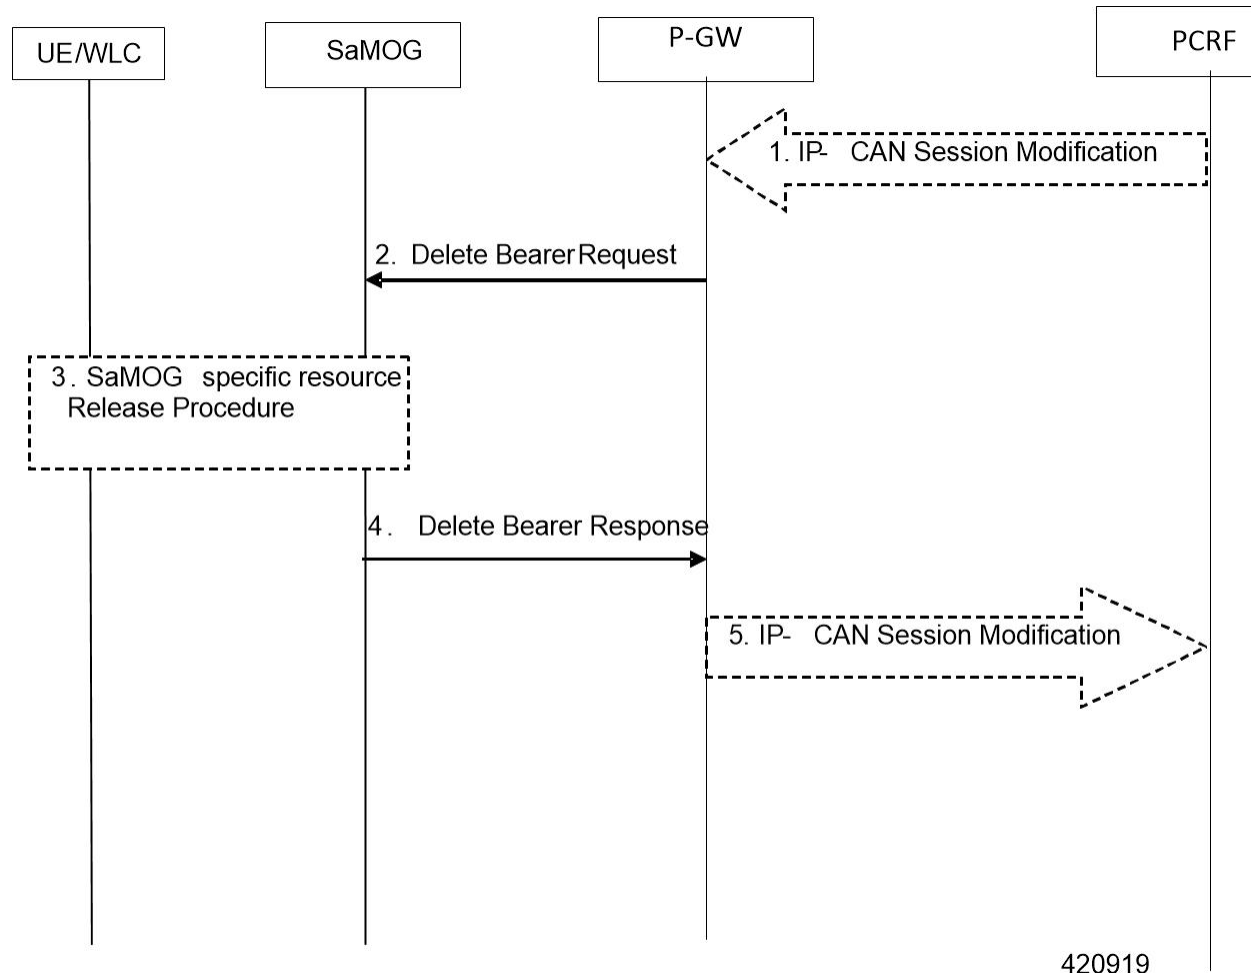 UE/WLC
SaMOG
P-GW
PCRF
1. IP- CAN Session Modification
2. Delete Bearer Request
3. SaMOG specific resource
Release Procedure
4. Delete Bearer Response
5. IP- CAN Session Modification
420919